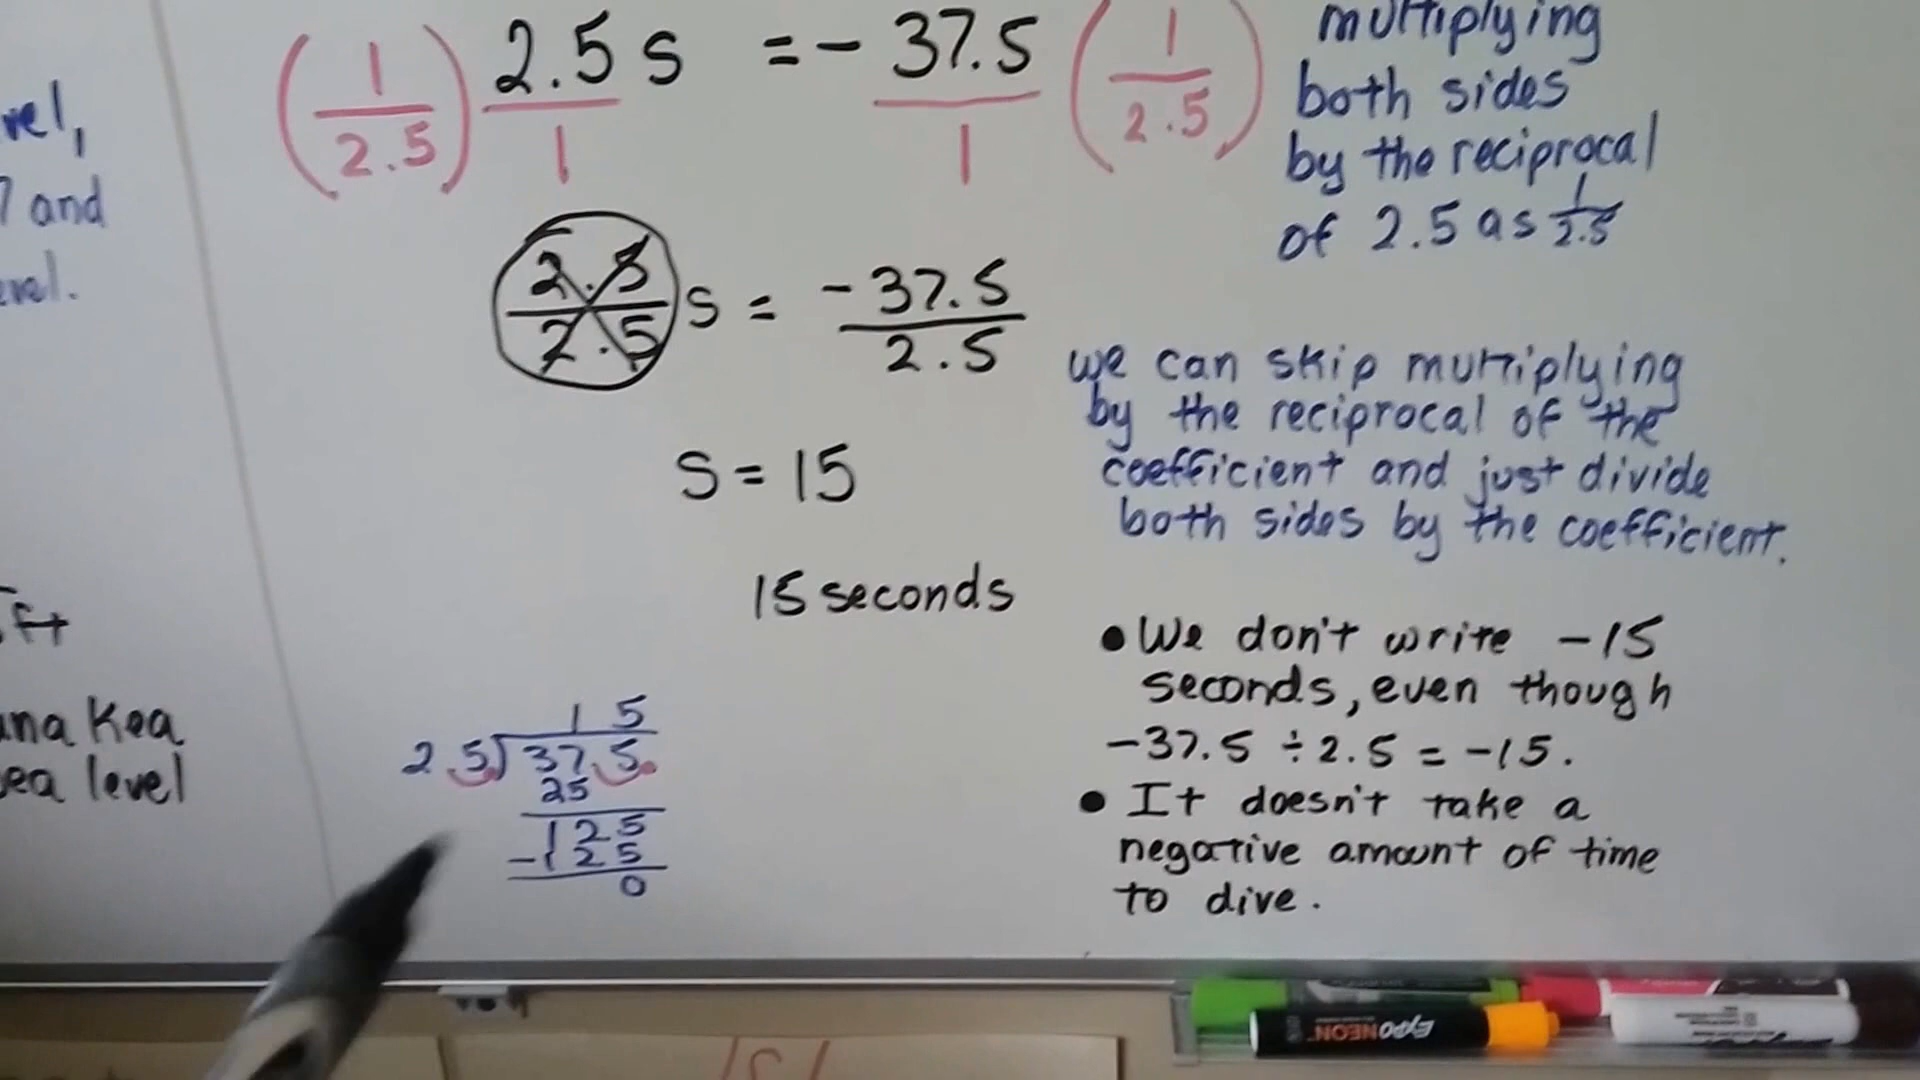 (1/2.5) 2.5s/1 = -37.5/1 (1/2.5)
multiplying
both sides
by the reciprocal
of 2.5 as 1/2.5
2.5/2.5 s = -37.5/2.5
we can skip multiplying
by the reciprocal of the
coefficient and just divide
both sides by the coefficient.
S = 15
15 seconds
• We don't write -15
seconds, even though
-37.5 ÷ 2.5 = -15.
• It doesn't take a
negative amount of time
to dive.
15
2 5. ) 37.5.
25
125
-125
0
and
ft
Kea
level
EXPO NEON